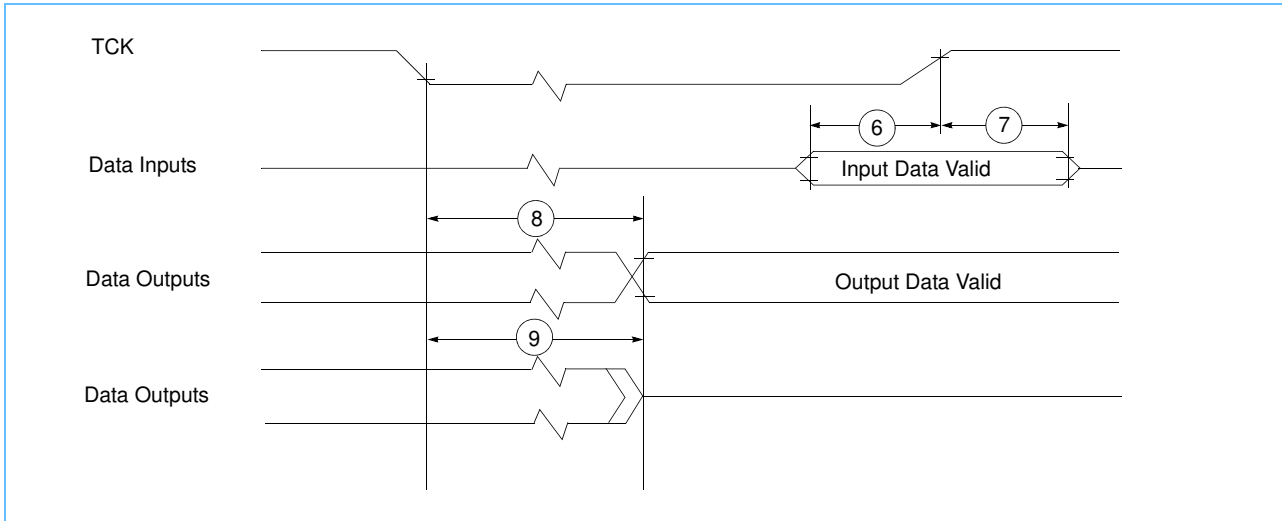 TCK
6
7
Data Inputs
Input Data Valid
8
Data Outputs
Output Data Valid
9
Data Outputs